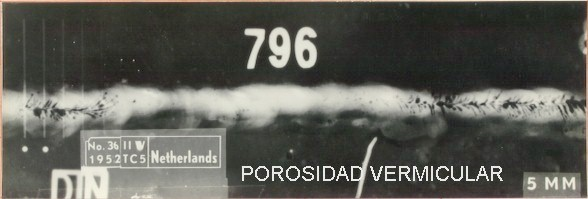 796
No. 36 II V
1952 TC5 Netherlands
POROSIDAD VERMICULAR
DIN
5 MM